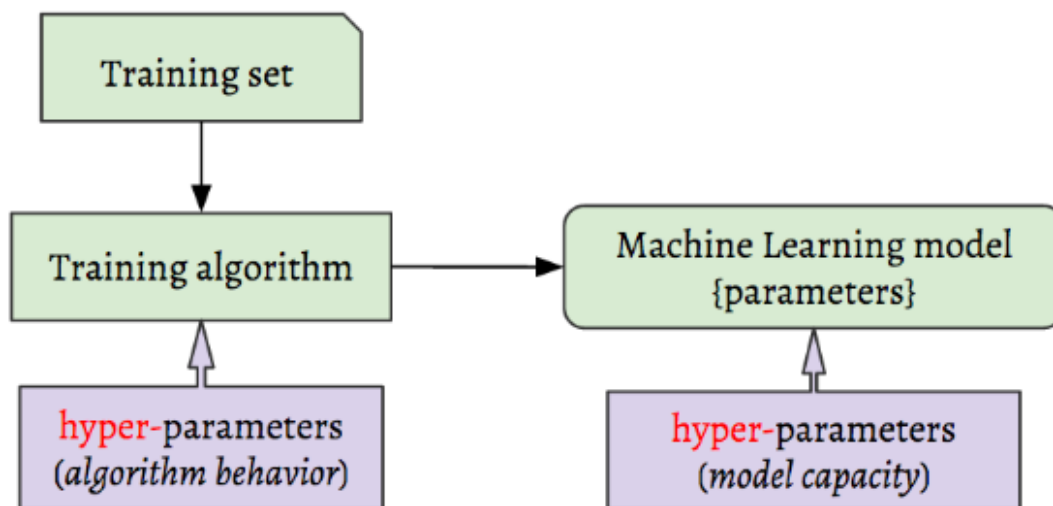 Training set
Training algorithm
Machine Learning model
{parameters}
hyper-parameters
(algorithm behavior)
hyper-parameters
(model capacity)